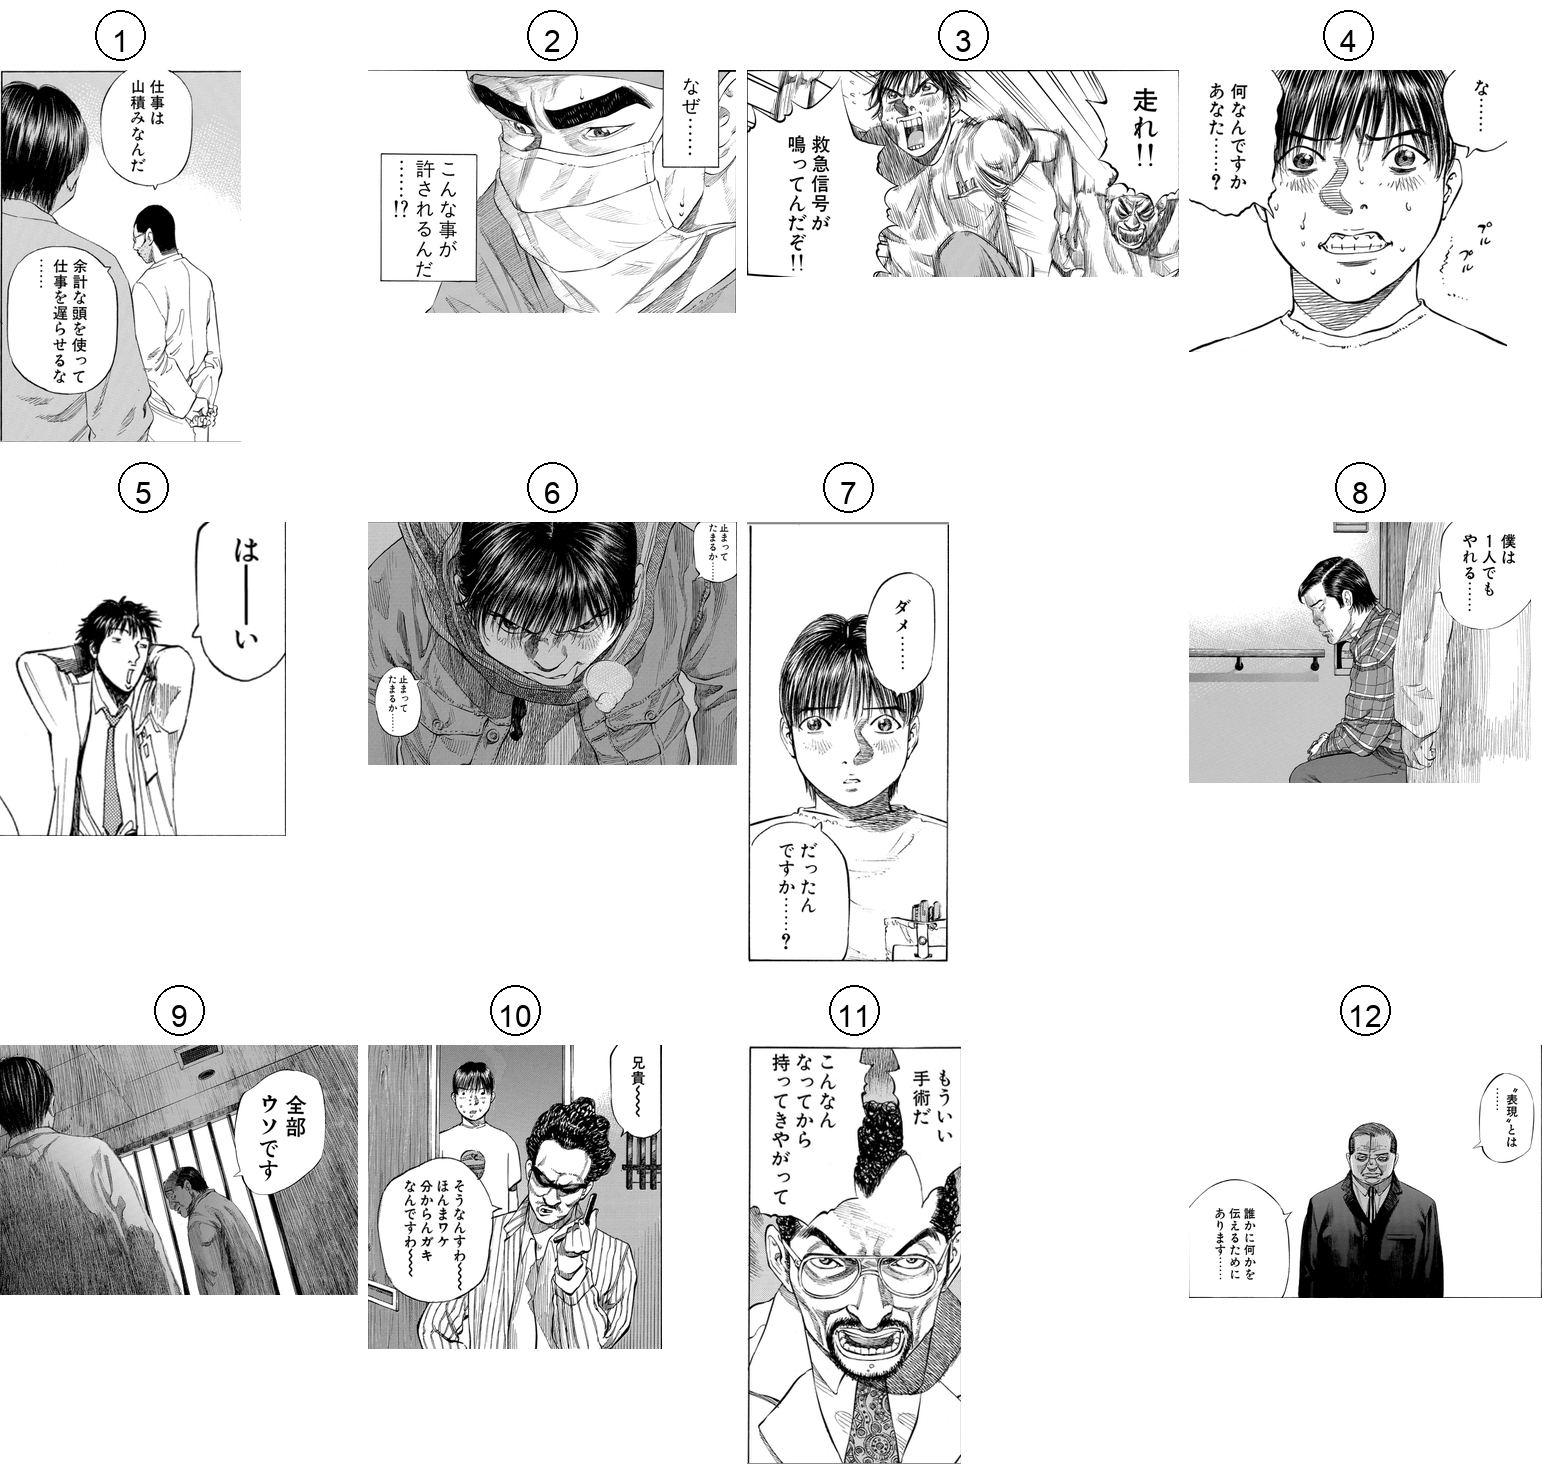 1
仕事は
山積みなんだ
余計な頭を使って
仕事を遅らせるな
……
2
なぜ……
こんな事が
許されるんだ
……!?
3
走れ!!
救急信号が
鳴ってんだぞ!!
4
な……
何なんですか
あなた……?
プル
プル
5
はーーい
6
止まって
たまるか……
止まって
たまるか……
7
ダメ……
だったん
ですか……?
8
僕は
1人でも
やれる……
9
全部
ウソです
10
兄貴〜〜〜
そうなんすわ〜〜〜
ほんまワケ
分からんガキ
なんですわ〜〜
11
もういい
手術だ
こんなん
なってから
持ってきやがって
12
"表現"とは
……
誰かに何かを
伝えるために
あります……